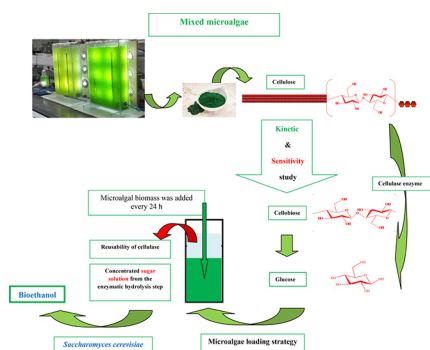 Mixed microalgae
Cellulose
Kinetic
&
Sensitivity
study
Cellulase enzyme
Microalgal biomass was added
every 24 h
Cellobiose
Reusability of cellulase
Concentrated sugar
solution from the
enzymatic hydrolysis step
Glucose
Bioethanol
Saccharomyces cerevisiae
Microalgae loading strategy